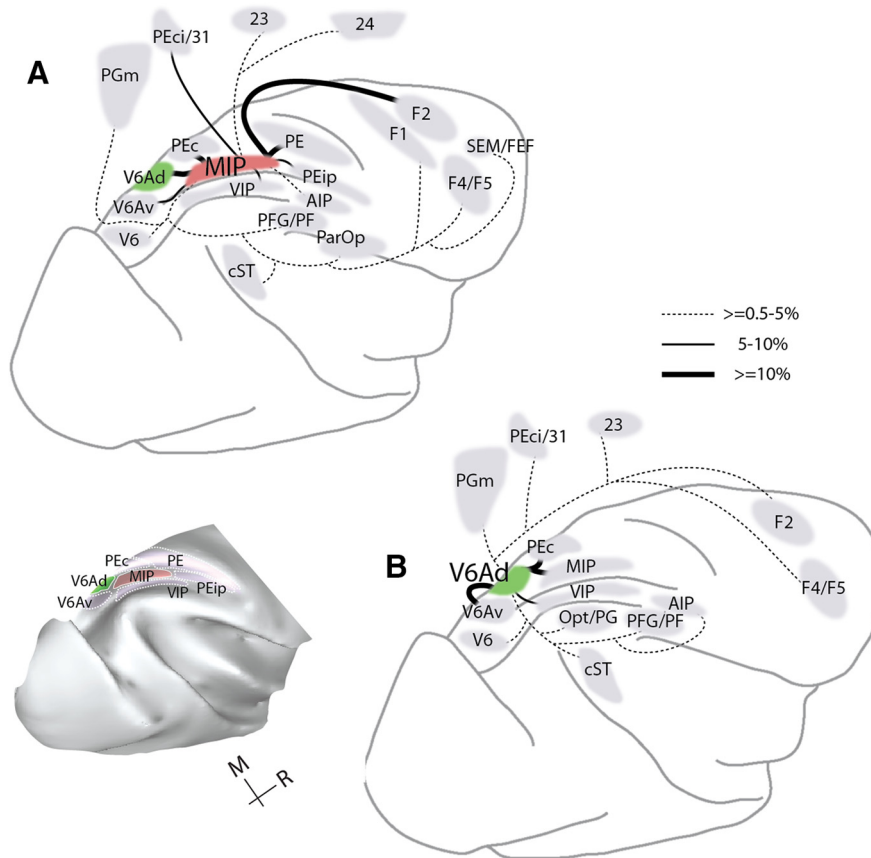 A
PEci/31
23
24
PGm
F2
F1
PEc
PE
SEM/FEF
MIP
V6Ad
PEip
F4/F5
VIP
AIP
V6Av
PFG/PF
V6
ParOp
cST
>=0.5-5%
5-10%
>=10%
B
PEci/31
23
PGm
F2
PEc
V6Ad
MIP
VIP
F4/F5
V6Av
AIP
Opt/PG
PFG/PF
V6
cST
PEc
PE
V6Ad
MIP
VIP
PEip
V6Av
M
R